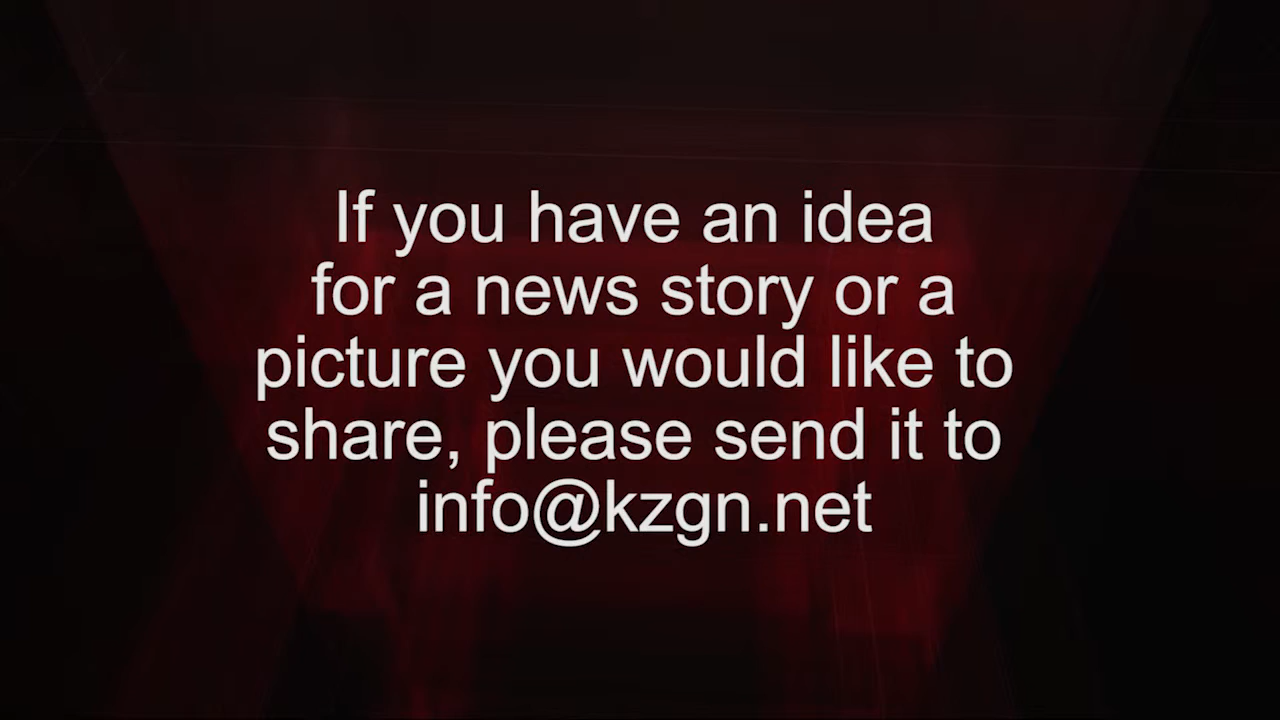 If you have an idea
for a news story or a
picture you would like to
share, please send it to
info@kzgn.net